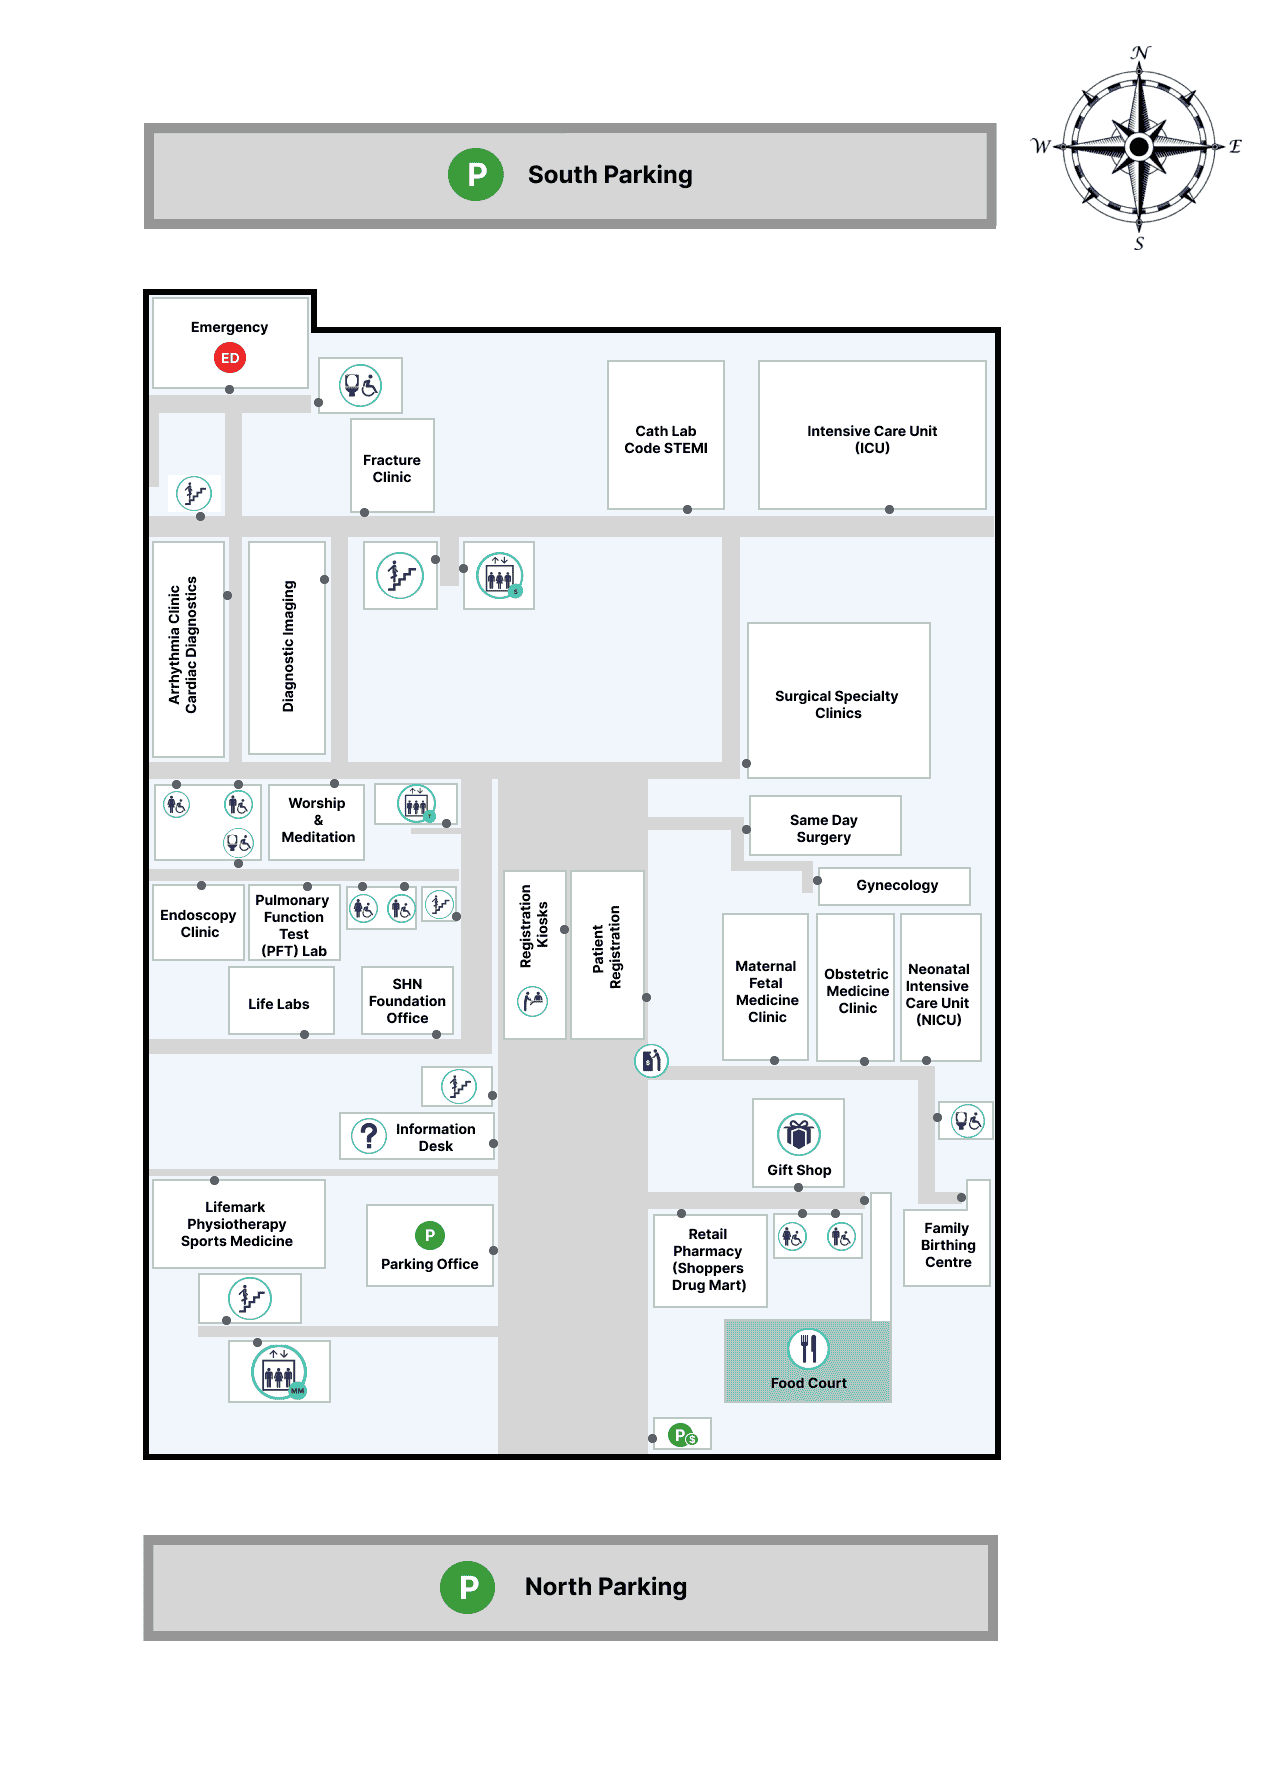 N
W
E
S
P
South Parking
Emergency
ED
Fracture
Clinic
Cath Lab
Code STEMI
Intensive Care Unit
(ICU)
Arrhythmia Clinic
Cardiac Diagnostics
Diagnostic Imaging
S
Surgical Specialty
Clinics
Worship
&
Meditation
T
Same Day
Surgery
Gynecology
Endoscopy
Clinic
Pulmonary
Function
Test
(PFT) Lab
Registration
Kiosks
Patient
Registration
Life Labs
SHN
Foundation
Office
Maternal
Fetal
Medicine
Clinic
Obstetric
Medicine
Clinic
Neonatal
Intensive
Care Unit
(NICU)
$
?
Information
Desk
Gift Shop
Lifemark
Physiotherapy
Sports Medicine
P
Parking Office
Retail
Pharmacy
(Shoppers
Drug Mart)
Family
Birthing
Centre
MM
Food Court
P
$
P
North Parking